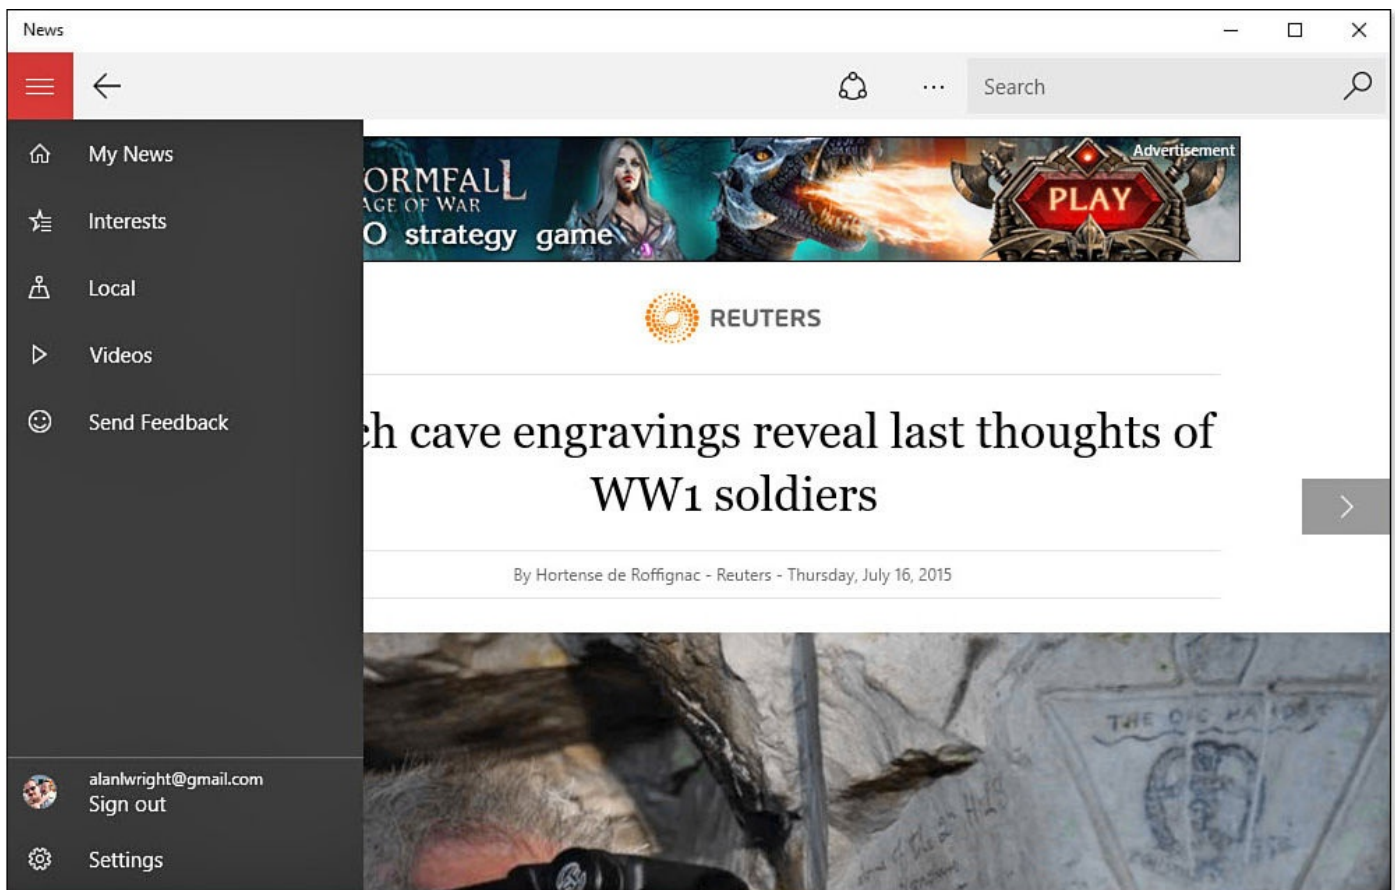 News
Search
My News
Interests
Local
Videos
Send Feedback
alanlwright@gmail.com
Sign out
Settings
Advertisement
ORMFALL
AGE OF WAR
O strategy game
PLAY
REUTERS
ch cave engravings reveal last thoughts of
WW1 soldiers
By Hortense de Roffignac - Reuters - Thursday, July 16, 2015
THE